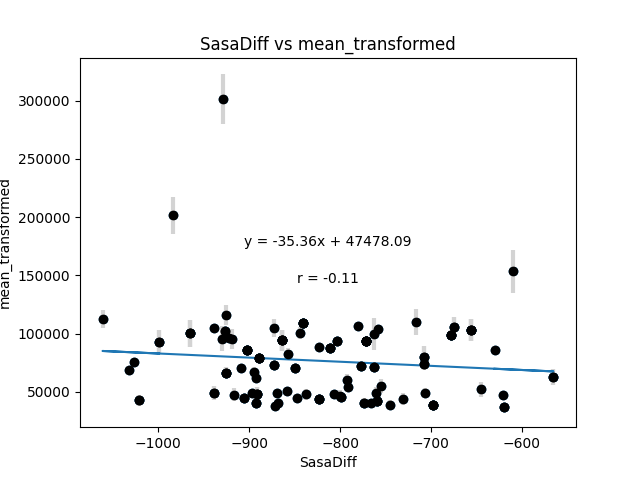 SasaDiff vs mean_transformed
mean_transformed
300000
250000
200000
150000
100000
50000
y = -35.36x + 47478.09
r = -0.11
−1000
−900
−800
−700
−600
SasaDiff